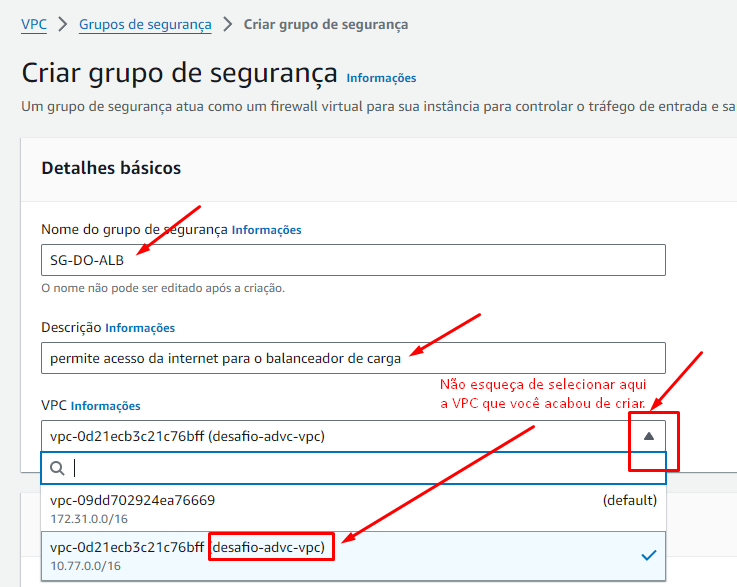 VPC > Grupos de segurança > Criar grupo de segurança
Criar grupo de segurança Informações
Um grupo de segurança atua como um firewall virtual para sua instância para controlar o tráfego de entrada e sa
Detalhes básicos
Nome do grupo de segurança Informações
SG-DO-ALB
O nome não pode ser editado após a criação.
Descrição Informações
permite acesso da internet para o balanceador de carga
Não esqueça de selecionar aqui
a VPC que você acabou de criar.
VPC Informações
vpc-0d21ecb3c21c76bff (desafio-advc-vpc)
vpc-09dd702924ea76669 (default)
172.31.0.0/16
vpc-0d21ecb3c21c76bff (desafio-advc-vpc)
10.77.0.0/16